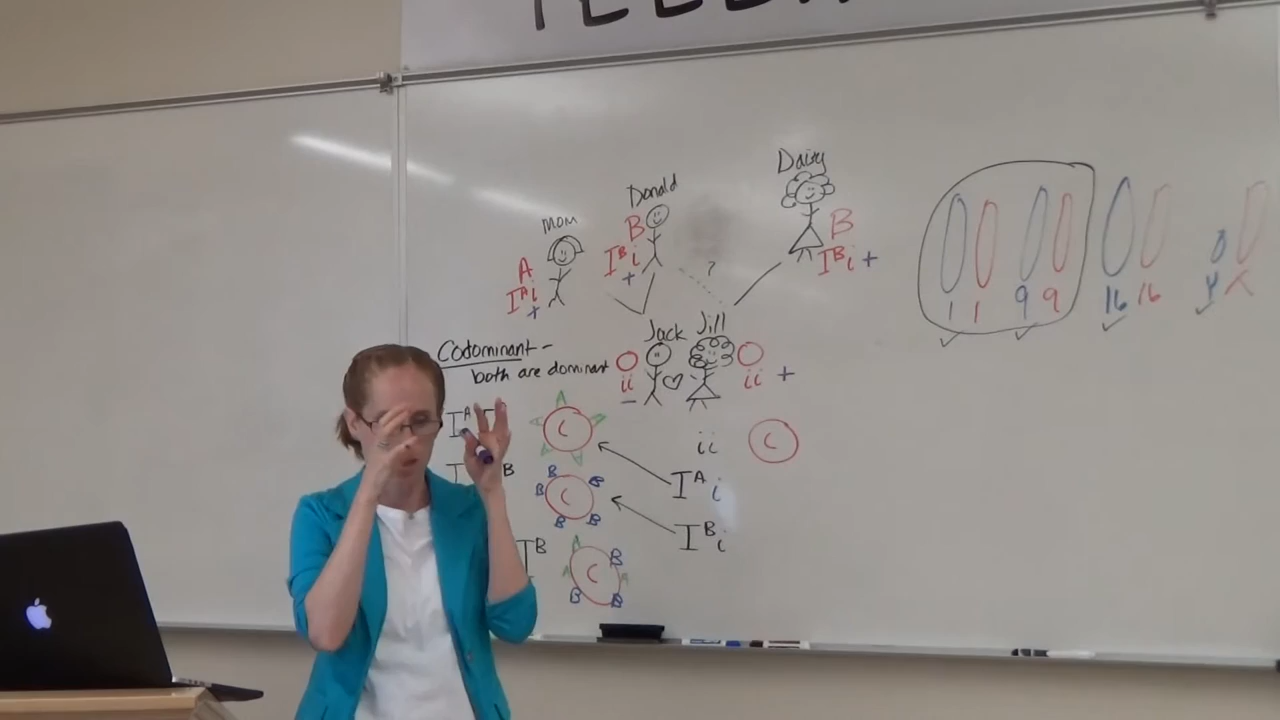 Daisy
Donald
Mom
B
I^B i
+
B
I^B i
+
A
I^A i
+
?
1 1 9 9 16 16 Y X
Jack Jill
Codominant -
both are dominant
ii
-
ii +
I^A
A
C
ii
C
B
B B
B C
B B
I^A i
I^B i
I^B
A
B
C A
B B